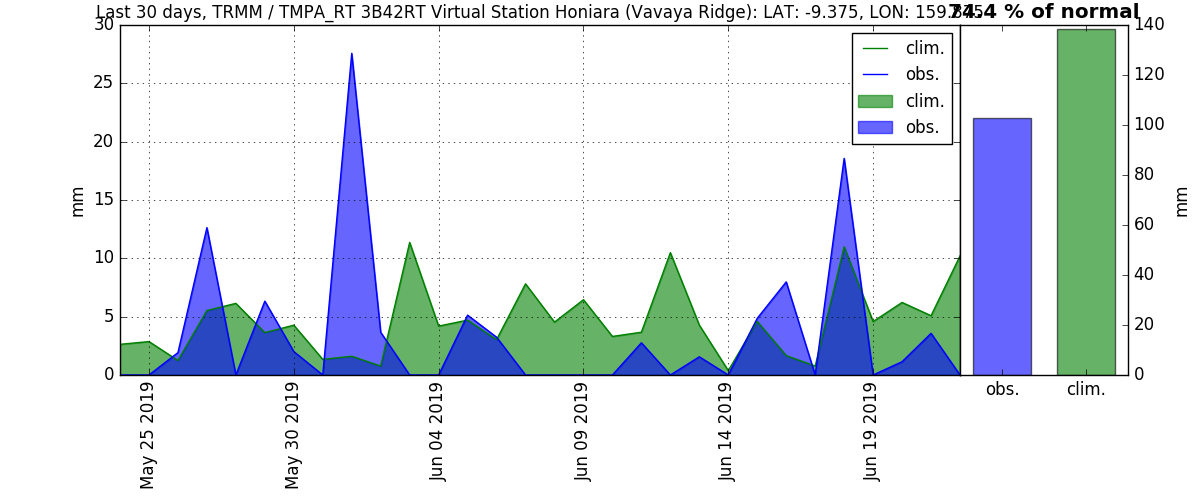 Last 30 days, TRMM / TMPA_RT 3B42RT Virtual Station Honiara (Vavaya Ridge): LAT: -9.375, LON:
74.4 % of normal
30
25
20
15
10
5
0
mm
clim.
obs.
clim.
obs.
May 25 2019
May 30 2019
Jun 04 2019
Jun 09 2019
Jun 14 2019
Jun 19 2019
140
120
100
80
60
40
20
0
mm
obs.
clim.